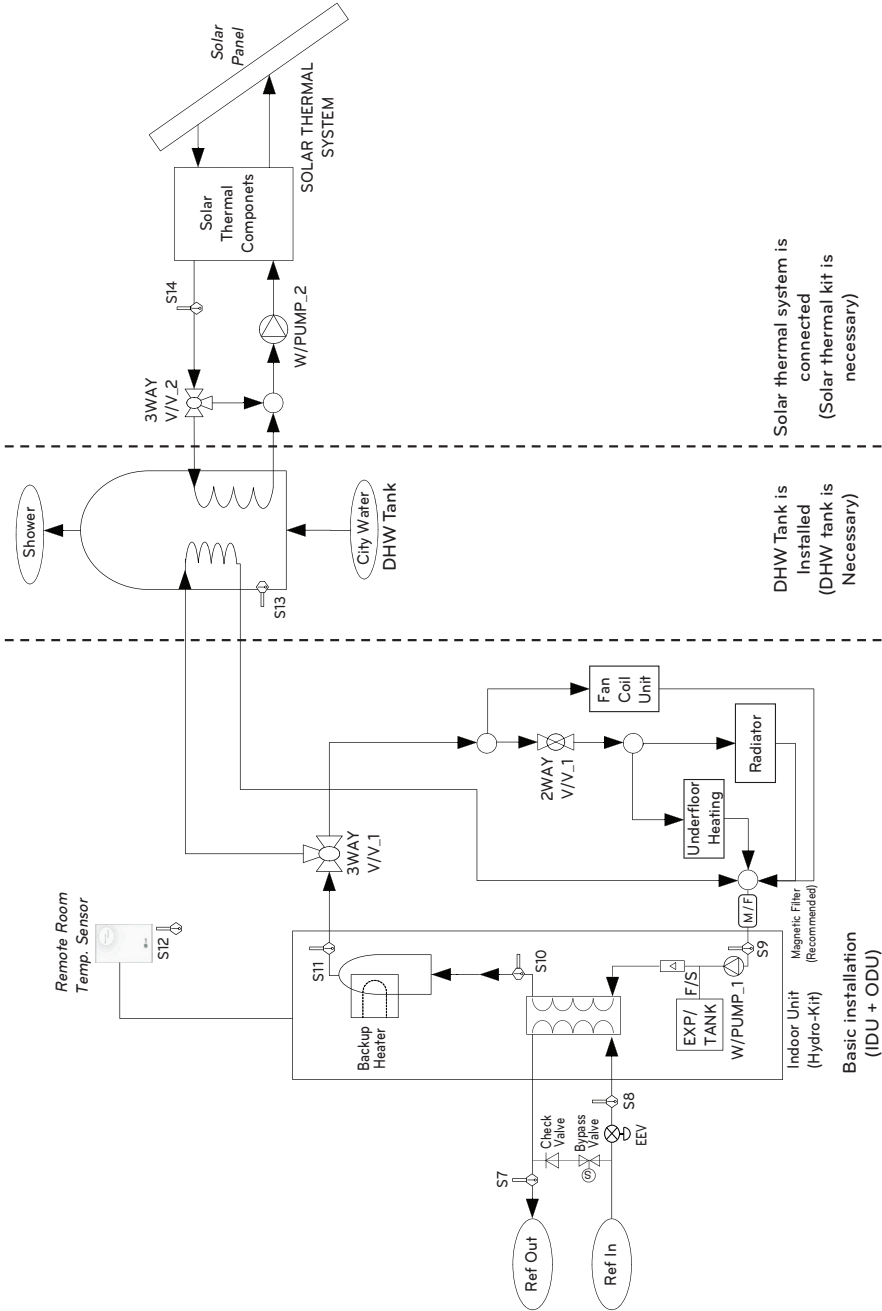 Solar
Panel
SOLAR THERMAL
SYSTEM
Solar
Thermal
Componets
S14
3WAY
V/V_2
W/PUMP_2
Shower
City Water
DHW Tank
S13
Remote Room
Temp. Sensor
S12
3WAY
V/V_1
2WAY
V/V_1
Fan
Coil
Unit
Radiator
Underfloor
Heating
M/F
Magnetic Filter
(Recommended)
S11
Backup
Heater
S10
F/S
EXP/
TANK
W/PUMP_1
S9
Indoor Unit
(Hydro-Kit)
S7
Check
Valve
Bypass
Valve
S
S8
EEV
Ref Out
Ref In
Basic installation
(IDU + ODU)
DHW Tank is
Installed
(DHW tank is
Necessary)
Solar thermal system is
connected
(Solar thermal kit is
necessary)